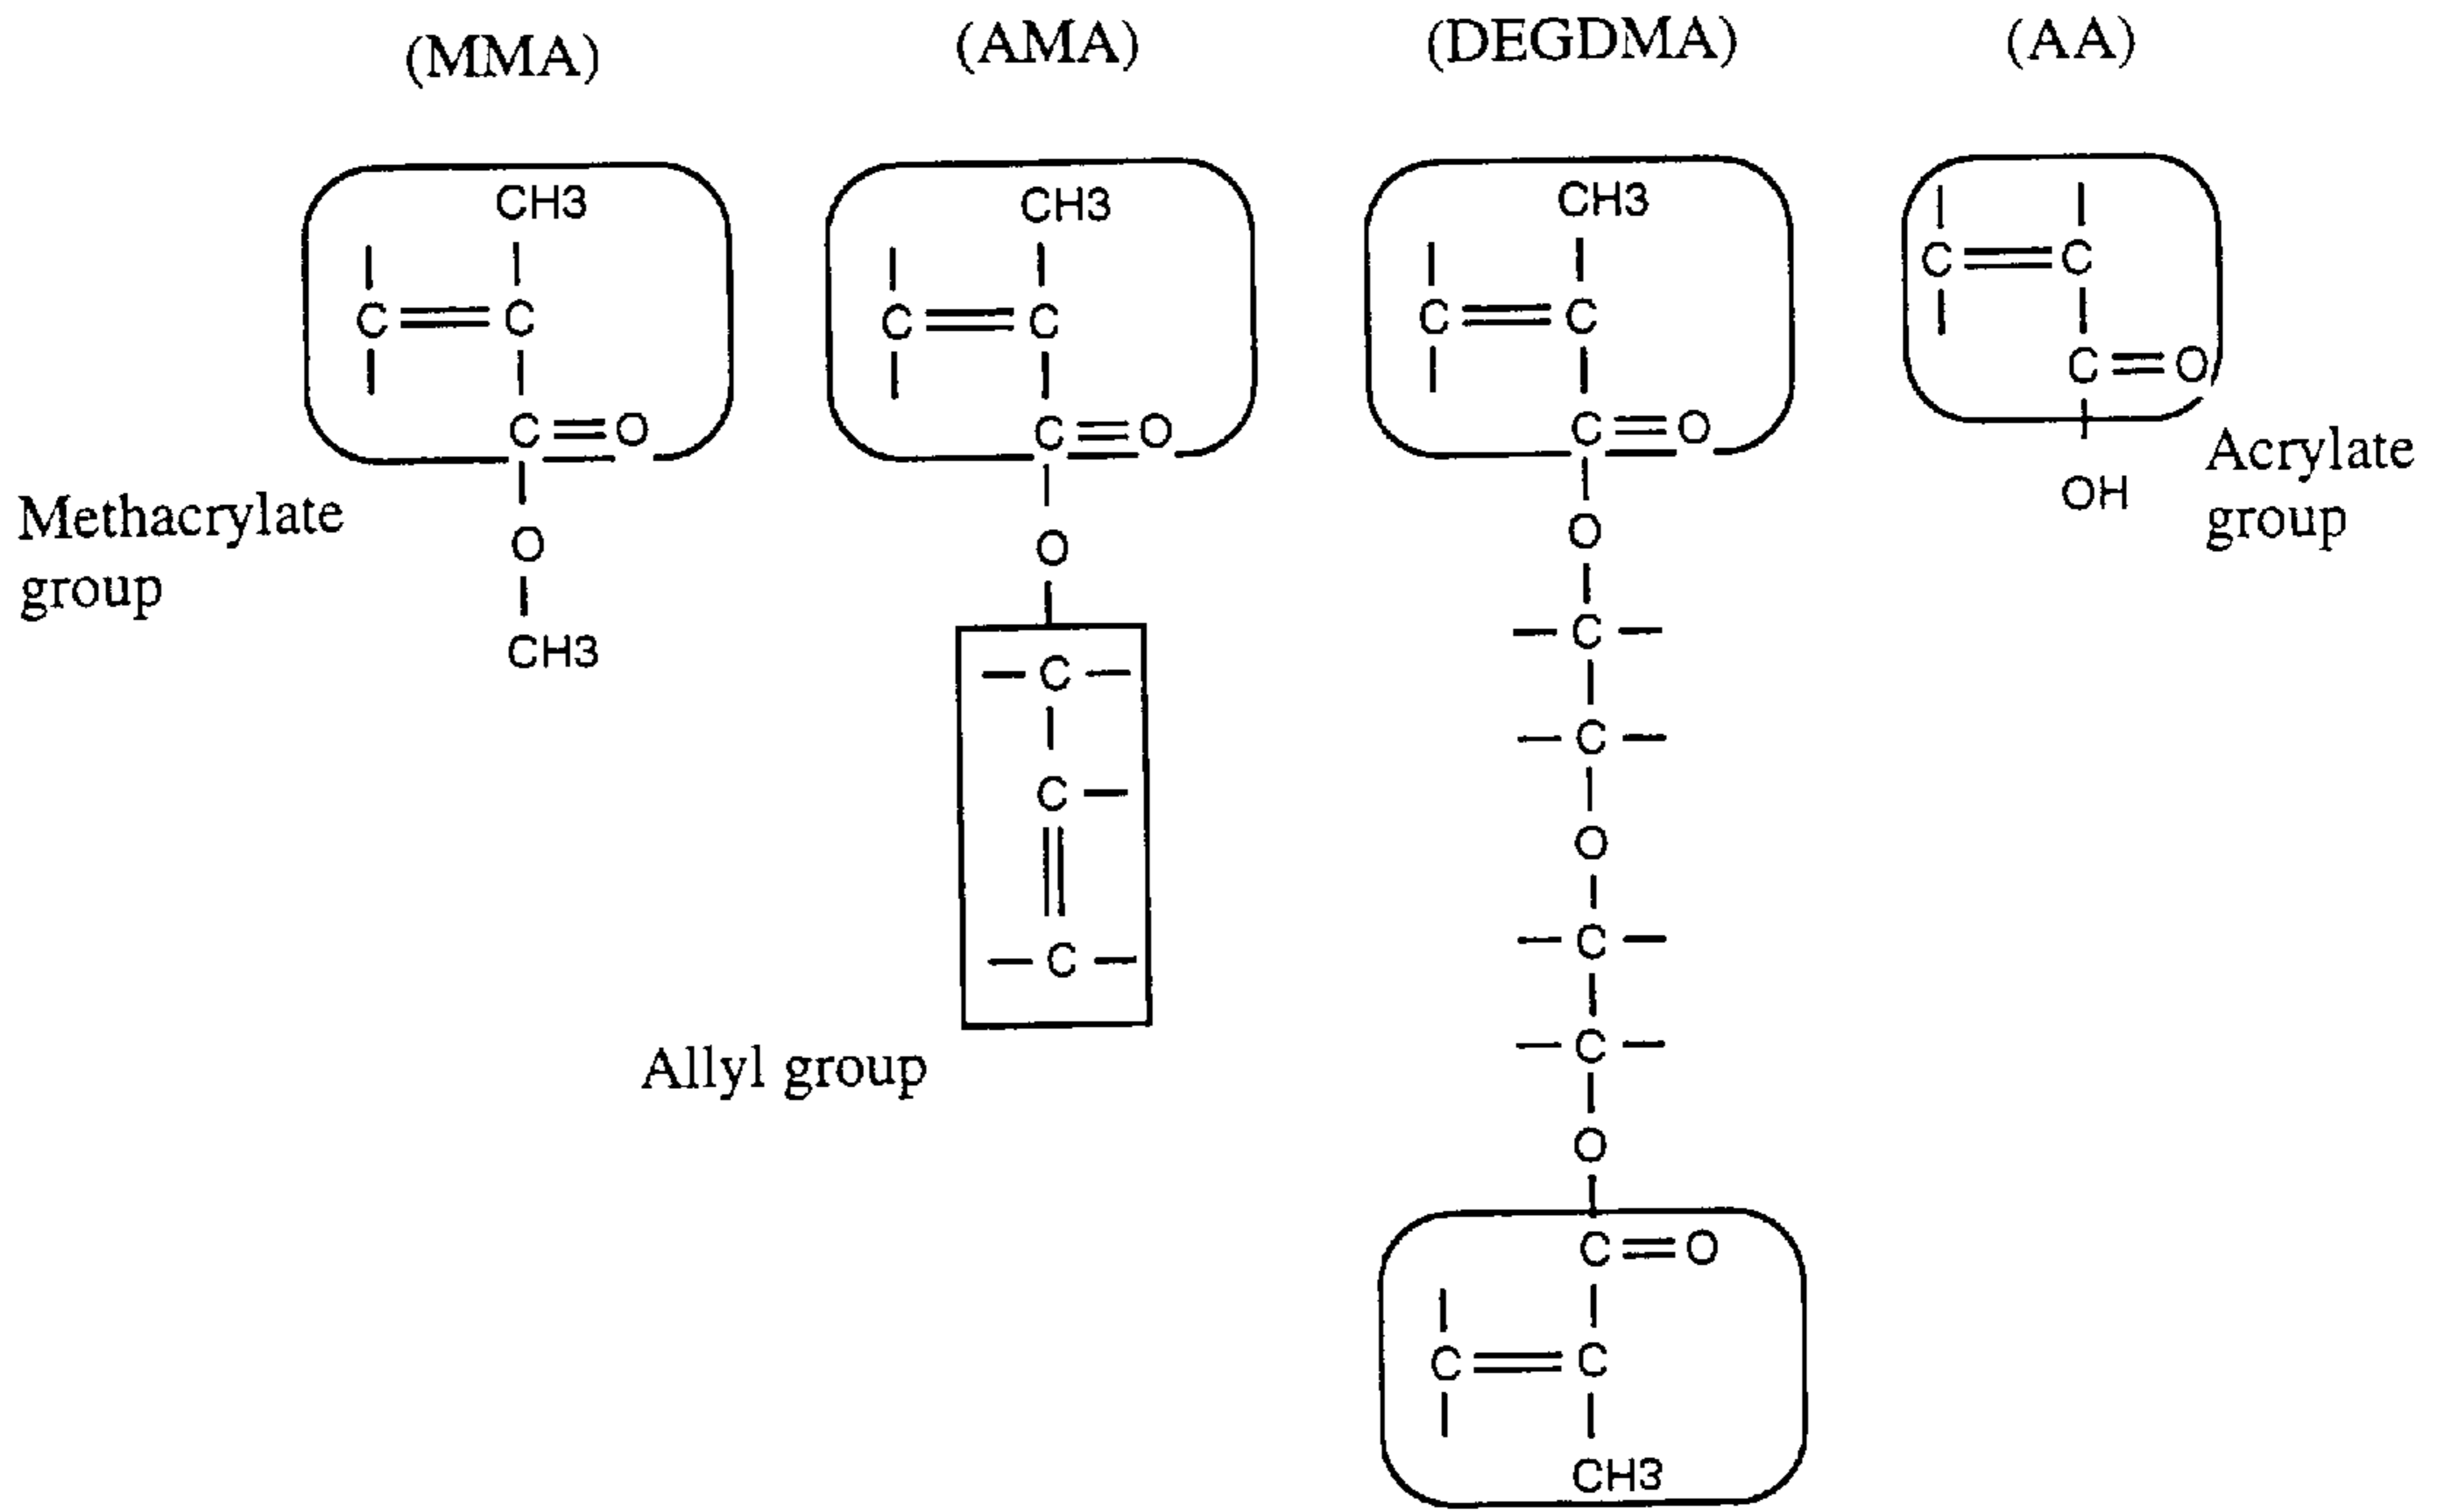 (MMA) (AMA) (DEGDMA) (AA)
CH3 CH3 CH3
C C C C C C C C
C O C O C O C O
Methacrylate
group
Acrylate
group
O O O OH
CH3
C C
C C
O
C C
C
Allyl group
O
C O
C C
CH3